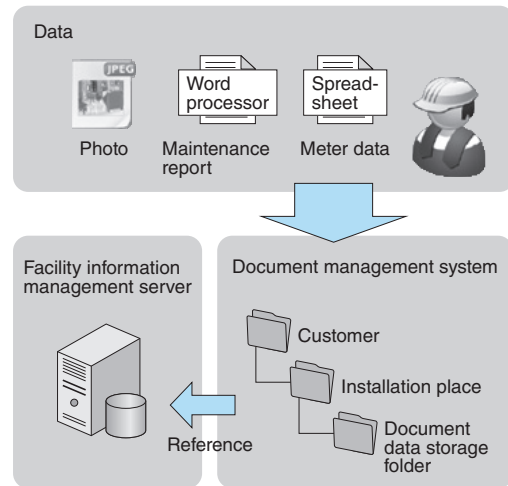 Data
JPEG
Word
processor
Spread-
sheet
Photo
Maintenance
report
Meter data
Facility information
management server
Document management system
Customer
Installation place
Document
data storage
folder
Reference